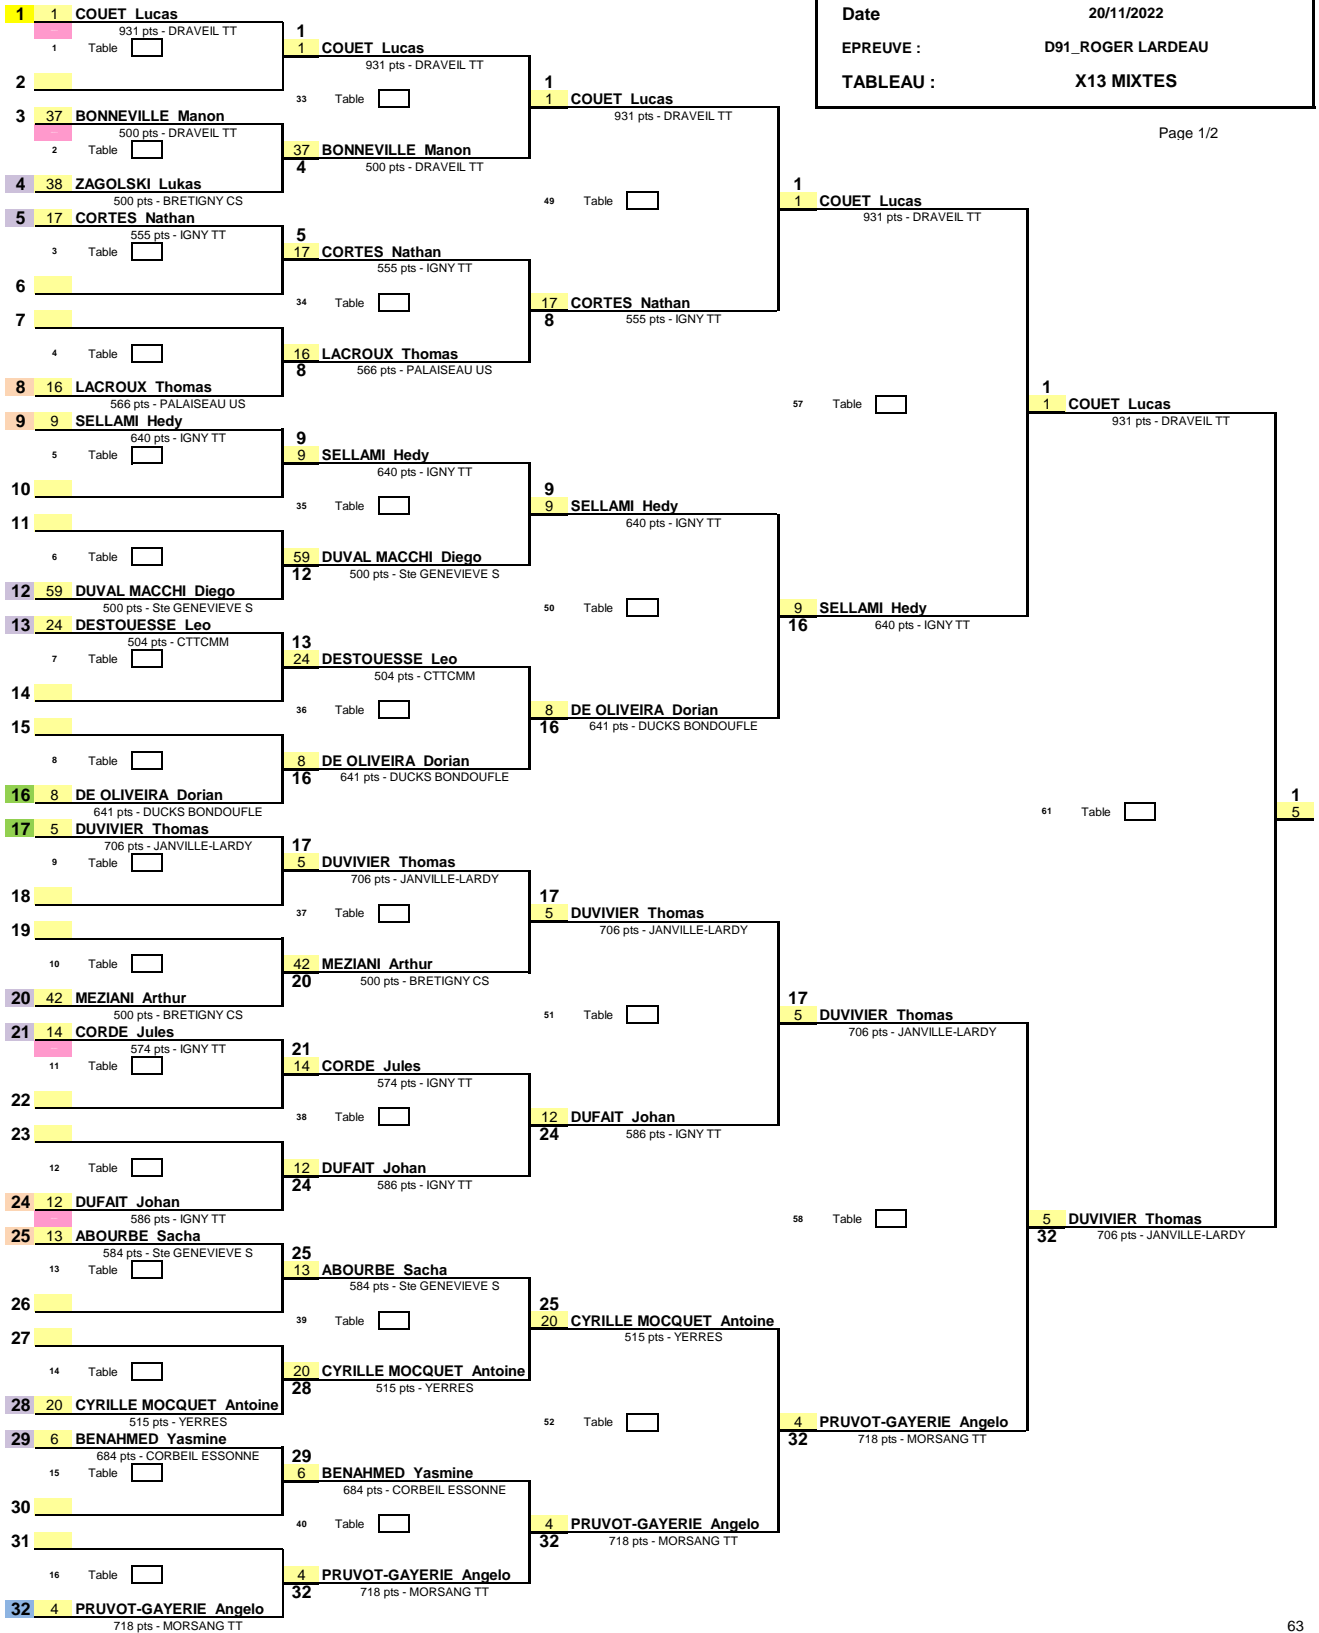 Date 20/11/2022
EPREUVE : D91_ROGER LARDEAU
TABLEAU : X13 MIXTES
Page 1/2
1 1 COUET Lucas
931 pts - DRAVEIL TT
1 Table
2
3 37 BONNEVILLE Manon
500 pts - DRAVEIL TT
2 Table
4 38 ZAGOLSKI Lukas
500 pts - BRETIGNY CS
5 17 CORTES Nathan
555 pts - IGNY TT
3 Table
6
7
4 Table
8 16 LACROUX Thomas
566 pts - PALAISEAU US
9 9 SELLAMI Hedy
640 pts - IGNY TT
5 Table
10
11
6 Table
12 59 DUVAL MACCHI Diego
500 pts - Ste GENEVIEVE S
13 24 DESTOUESSE Leo
504 pts - CTTCMM
7 Table
14
15
8 Table
16 8 DE OLIVEIRA Dorian
641 pts - DUCKS BONDOUFLE
17 5 DUVIVIER Thomas
706 pts - JANVILLE-LARDY
9 Table
18
19
10 Table
20 42 MEZIANI Arthur
500 pts - BRETIGNY CS
21 14 CORDE Jules
574 pts - IGNY TT
11 Table
22
23
12 Table
24 12 DUFAIT Johan
586 pts - IGNY TT
25 13 ABOURBE Sacha
584 pts - Ste GENEVIEVE S
13 Table
26
27
14 Table
28 20 CYRILLE MOCQUET Antoine
515 pts - YERRES
29 6 BENAHMED Yasmine
684 pts - CORBEIL ESSONNE
15 Table
30
31
16 Table
32 4 PRUVOT-GAYERIE Angelo
718 pts - MORSANG TT
1
1 COUET Lucas
931 pts - DRAVEIL TT
33 Table
37 BONNEVILLE Manon
4 500 pts - DRAVEIL TT
5
17 CORTES Nathan
555 pts - IGNY TT
34 Table
16 LACROUX Thomas
8 566 pts - PALAISEAU US
9
9 SELLAMI Hedy
640 pts - IGNY TT
35 Table
59 DUVAL MACCHI Diego
12 500 pts - Ste GENEVIEVE S
13
24 DESTOUESSE Leo
504 pts - CTTCMM
36 Table
8 DE OLIVEIRA Dorian
16 641 pts - DUCKS BONDOUFLE
17
5 DUVIVIER Thomas
706 pts - JANVILLE-LARDY
37 Table
42 MEZIANI Arthur
20 500 pts - BRETIGNY CS
21
14 CORDE Jules
574 pts - IGNY TT
38 Table
12 DUFAIT Johan
24 586 pts - IGNY TT
25
13 ABOURBE Sacha
584 pts - Ste GENEVIEVE S
39 Table
20 CYRILLE MOCQUET Antoine
28 515 pts - YERRES
29
6 BENAHMED Yasmine
684 pts - CORBEIL ESSONNE
40 Table
4 PRUVOT-GAYERIE Angelo
32 718 pts - MORSANG TT
1
1 COUET Lucas
931 pts - DRAVEIL TT
49 Table
17 CORTES Nathan
8 555 pts - IGNY TT
9
9 SELLAMI Hedy
640 pts - IGNY TT
50 Table
8 DE OLIVEIRA Dorian
16 641 pts - DUCKS BONDOUFLE
17
5 DUVIVIER Thomas
706 pts - JANVILLE-LARDY
51 Table
12 DUFAIT Johan
24 586 pts - IGNY TT
25
20 CYRILLE MOCQUET Antoine
515 pts - YERRES
52 Table
4 PRUVOT-GAYERIE Angelo
32 718 pts - MORSANG TT
1
1 COUET Lucas
931 pts - DRAVEIL TT
57 Table
9 SELLAMI Hedy
16 640 pts - IGNY TT
17
5 DUVIVIER Thomas
706 pts - JANVILLE-LARDY
58 Table
4 PRUVOT-GAYERIE Angelo
32 718 pts - MORSANG TT
1
1 COUET Lucas
931 pts - DRAVEIL TT
61 Table
5 DUVIVIER Thomas
32 706 pts - JANVILLE-LARDY
1
5
63